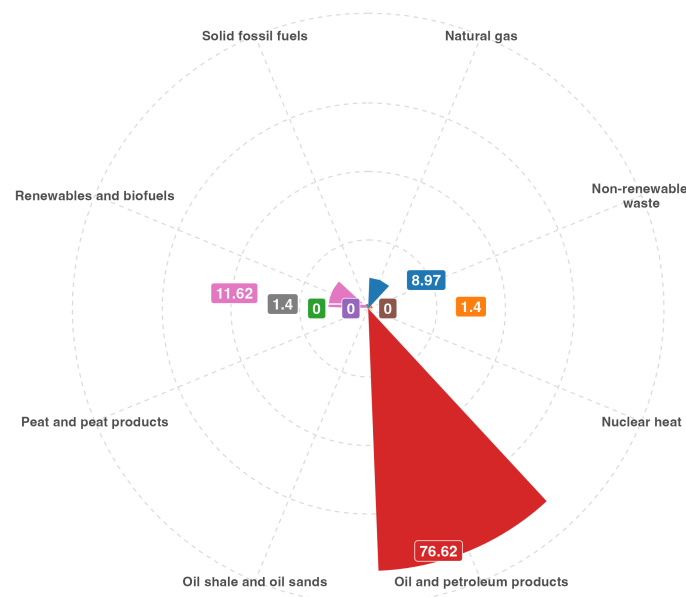 Solid fossil fuels
Natural gas
Renewables and biofuels
Non-renewable
waste
8.97
11.62
1.4
0
0
0
1.4
Peat and peat products
Nuclear heat
76.62
Oil shale and oil sands
Oil and petroleum products